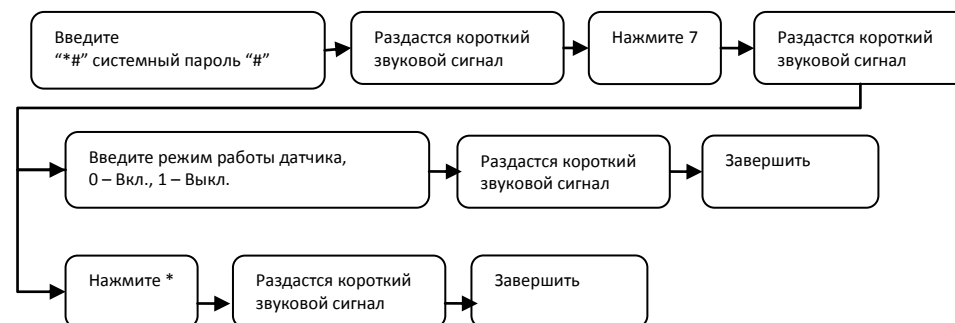 Введите
“*#” системный пароль “#”
Раздастся короткий
звуковой сигнал
Нажмите 7
Раздастся короткий
звуковой сигнал
Введите режим работы датчика,
0 – Вкл., 1 – Выкл.
Раздастся короткий
звуковой сигнал
Завершить
Нажмите *
Раздастся короткий
звуковой сигнал
Завершить